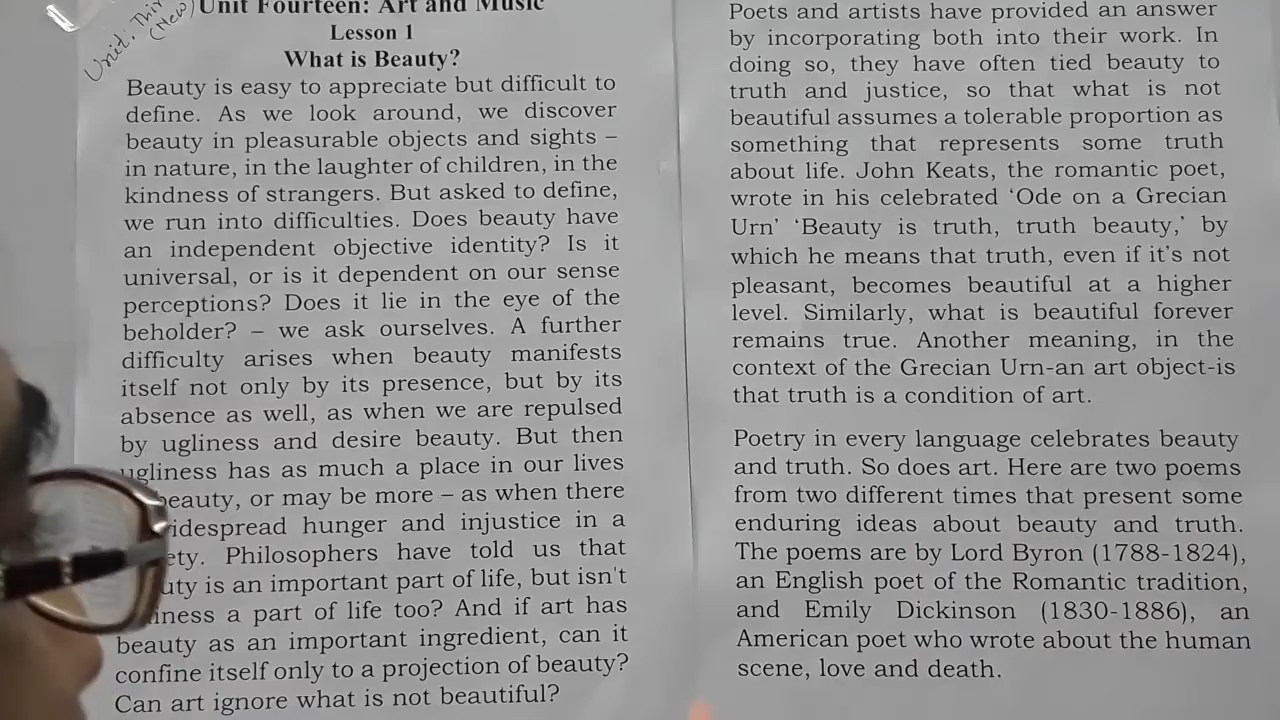 Unit. Thir
(New)
Unit Fourteen: Art and Music
Lesson 1
What is Beauty?
Beauty is easy to appreciate but difficult to
define. As we look around, we discover
beauty in pleasurable objects and sights –
in nature, in the laughter of children, in the
kindness of strangers. But asked to define,
we run into difficulties. Does beauty have
an independent objective identity? Is it
universal, or is it dependent on our sense
perceptions? Does it lie in the eye of the
beholder? – we ask ourselves. A further
difficulty arises when beauty manifests
itself not only by its presence, but by its
absence as well, as when we are repulsed
by ugliness and desire beauty. But then
ugliness has as much a place in our lives
beauty, or may be more – as when there
idespread hunger and injustice in a
ety. Philosophers have told us that
uty is an important part of life, but isn't
iness a part of life too? And if art has
beauty as an important ingredient, can it
confine itself only to a projection of beauty?
Can art ignore what is not beautiful?
Poets and artists have provided an answer
by incorporating both into their work. In
doing so, they have often tied beauty to
truth and justice, so that what is not
beautiful assumes a tolerable proportion as
something that represents some truth
about life. John Keats, the romantic poet,
wrote in his celebrated ‘Ode on a Grecian
Urn’ ‘Beauty is truth, truth beauty,’ by
which he means that truth, even if it's not
pleasant, becomes beautiful at a higher
level. Similarly, what is beautiful forever
remains true. Another meaning, in the
context of the Grecian Urn-an art object-is
that truth is a condition of art.
Poetry in every language celebrates beauty
and truth. So does art. Here are two poems
from two different times that present some
enduring ideas about beauty and truth.
The poems are by Lord Byron (1788-1824),
an English poet of the Romantic tradition,
and Emily Dickinson (1830-1886), an
American poet who wrote about the human
scene, love and death.